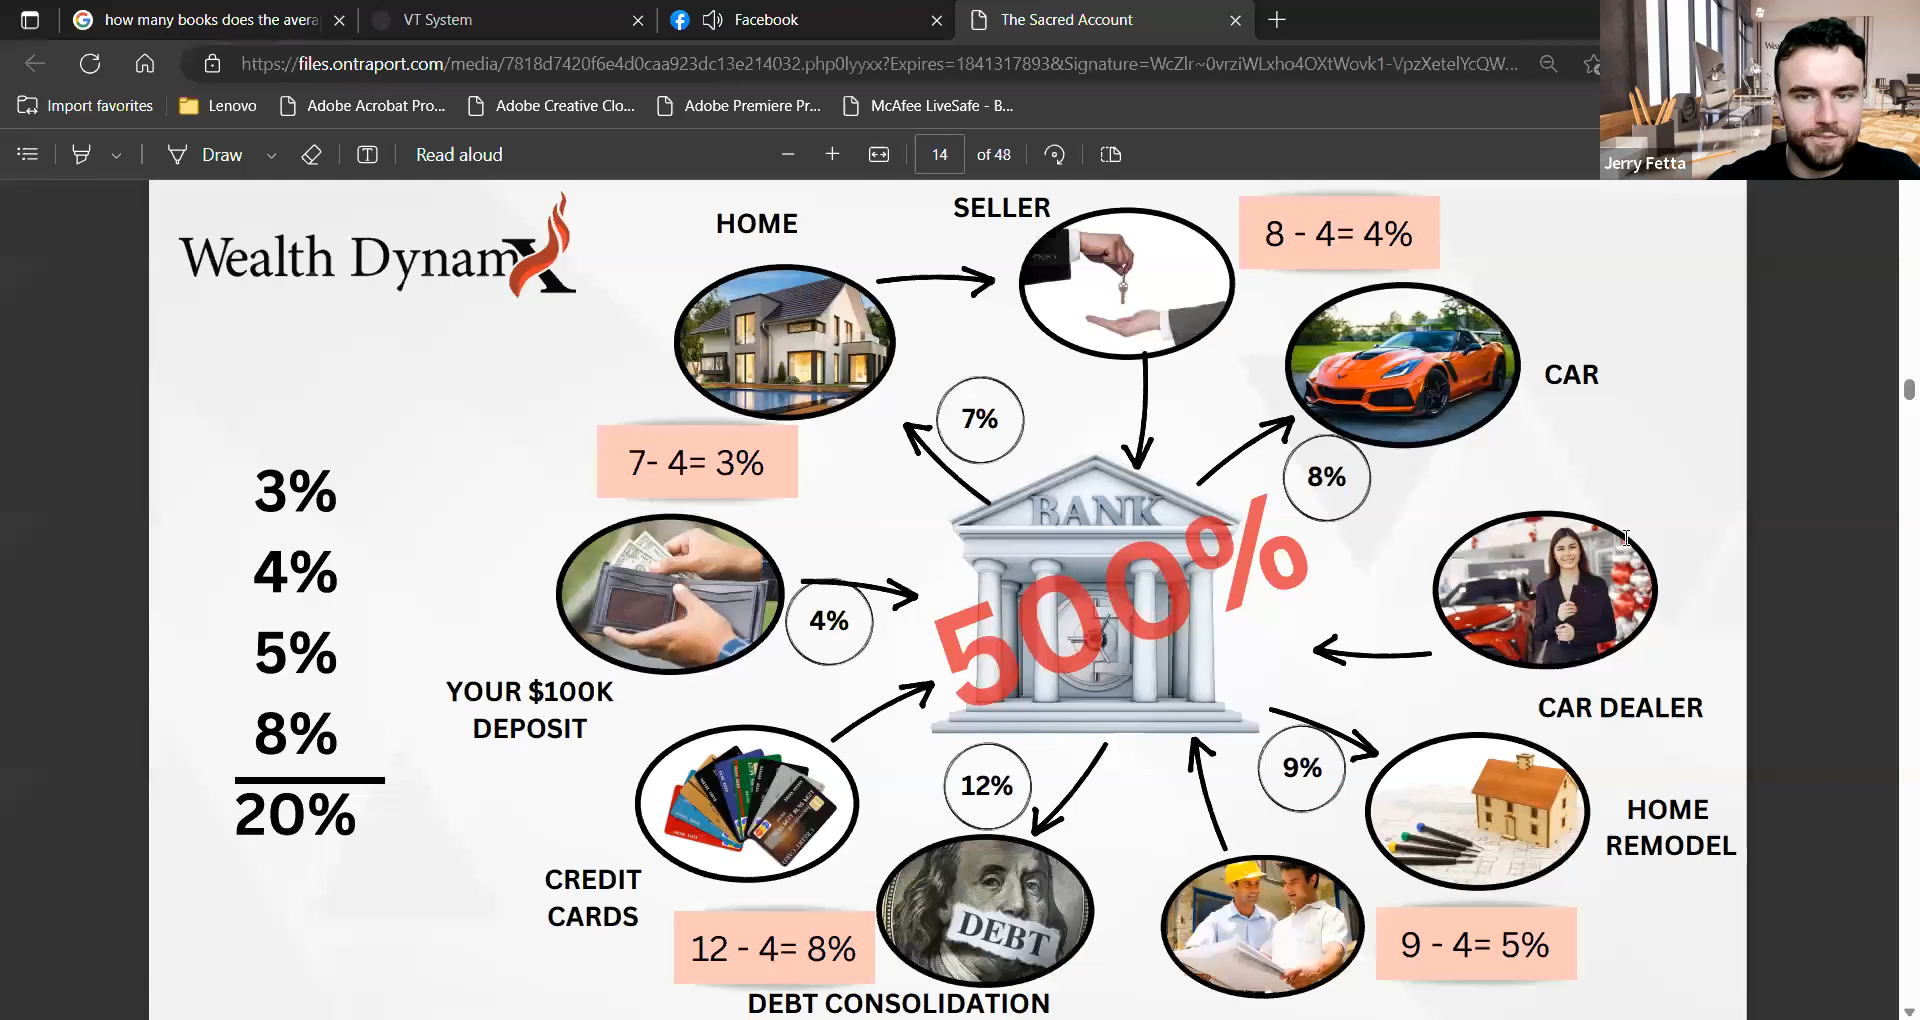 how many books does the avera
VT System
Facebook
The Sacred Account
https://files.ontraport.com/media/7818d7420f6e4d0caa923dc13e214032.php0lyyxx?Expires=1841317893&Signature=WcZlr~0vrziWLxho4OXtWovk1-VpzXetelYcQW...
Import favorites
Lenovo
Adobe Acrobat Pro...
Adobe Creative Clo...
Adobe Premiere Pr...
McAfee LiveSafe - B...
Draw
Read aloud
14
of 48
Jerry Fetta
Wealth DynamX
HOME
SELLER
8 - 4= 4%
CAR
7%
8%
7- 4= 3%
BANK
500%
3%
4%
5%
8%
20%
4%
YOUR $100K
DEPOSIT
CAR DEALER
12%
9%
HOME
REMODEL
CREDIT
CARDS
DEBT
12 - 4= 8%
9 - 4= 5%
DEBT CONSOLIDATION